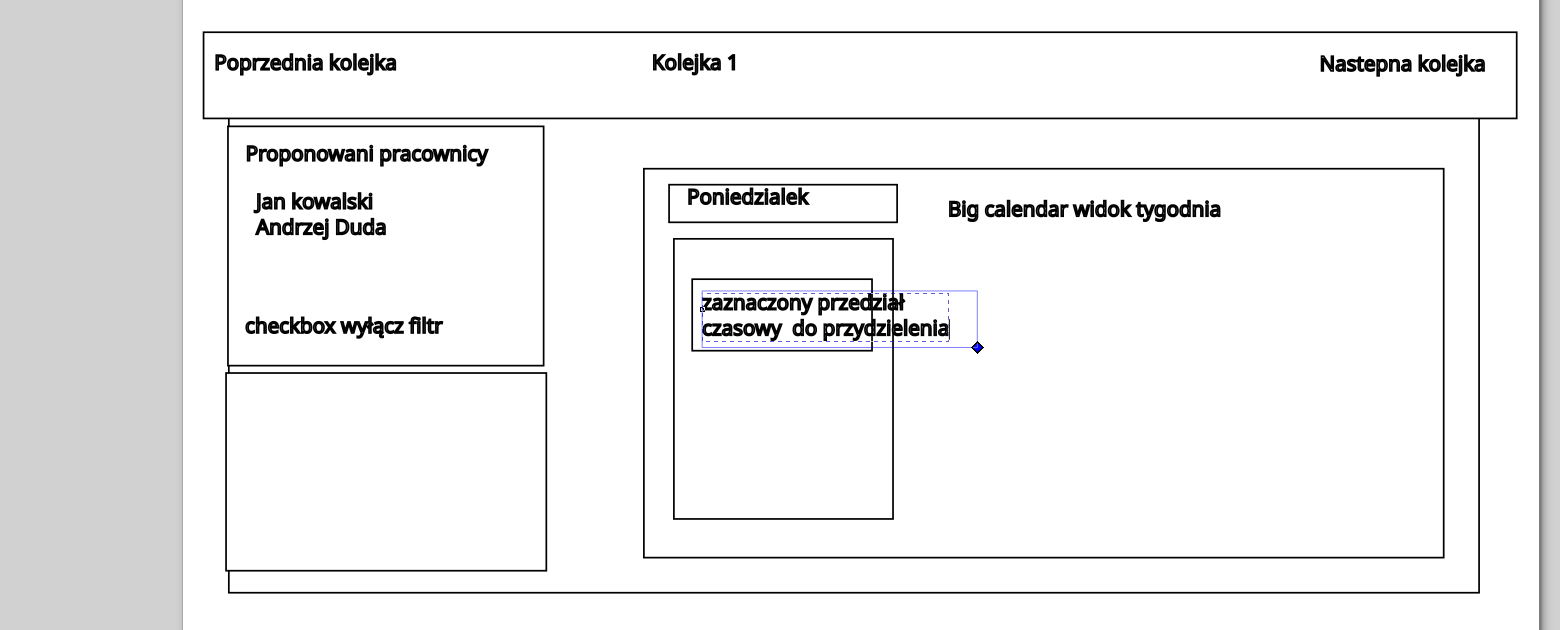 Poprzednia kolejka
Kolejka 1
Nastepna kolejka
Proponowani pracownicy
Jan kowalski
Andrzej Duda
checkbox wyłącz filtr
Poniedzialek
Big calendar widok tygodnia
zaznaczony przedział
czasowy  do przydzielenia